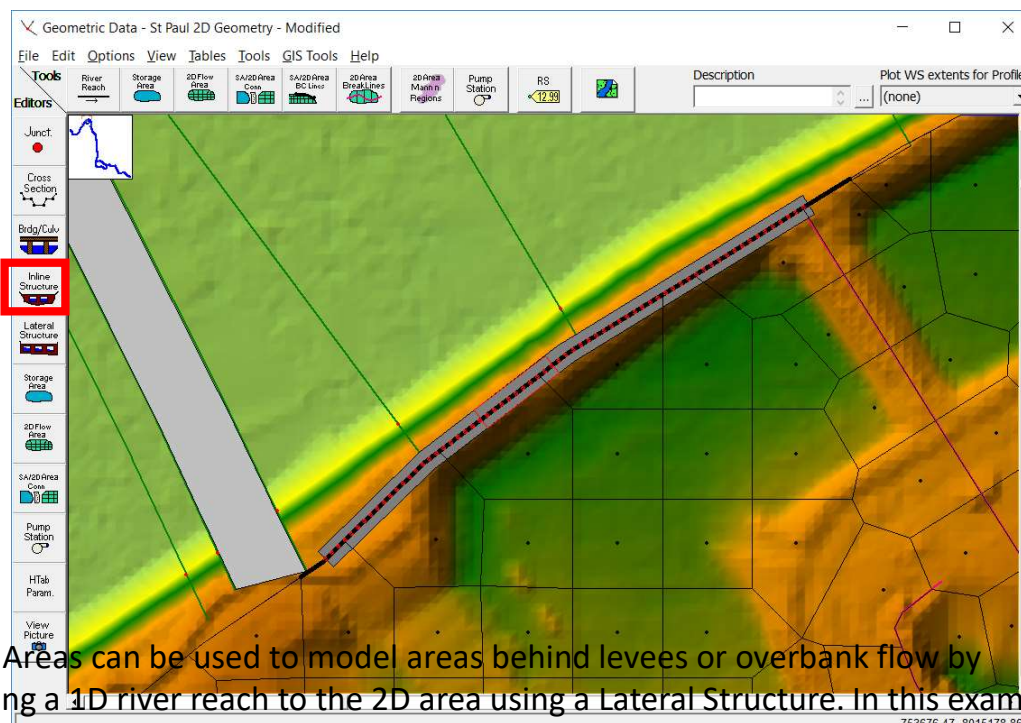 Geometric Data - St Paul 2D Geometry - Modified
File Edit Options View Tables Tools GIS Tools Help
Tools
Editors
River Reach
Storage Area
2D Flow Area
SA/2D Area Conn
SA/2D Area BC Lines
2D Area BreakLines
2D Area Mann n Regions
Pump Station
RS
12.99
Description
...
Plot WS extents for Profile
(none)
Junct.
Cross Section
Brdg/Culv
Inline Structure
Lateral Structure
Storage Area
2D Flow Area
SA/2D Area Conn
Pump Station
HTab Param.
View Picture
Areas can be used to model areas behind levees or overbank flow by
ng a 1D river reach to the 2D area using a Lateral Structure. In this exam